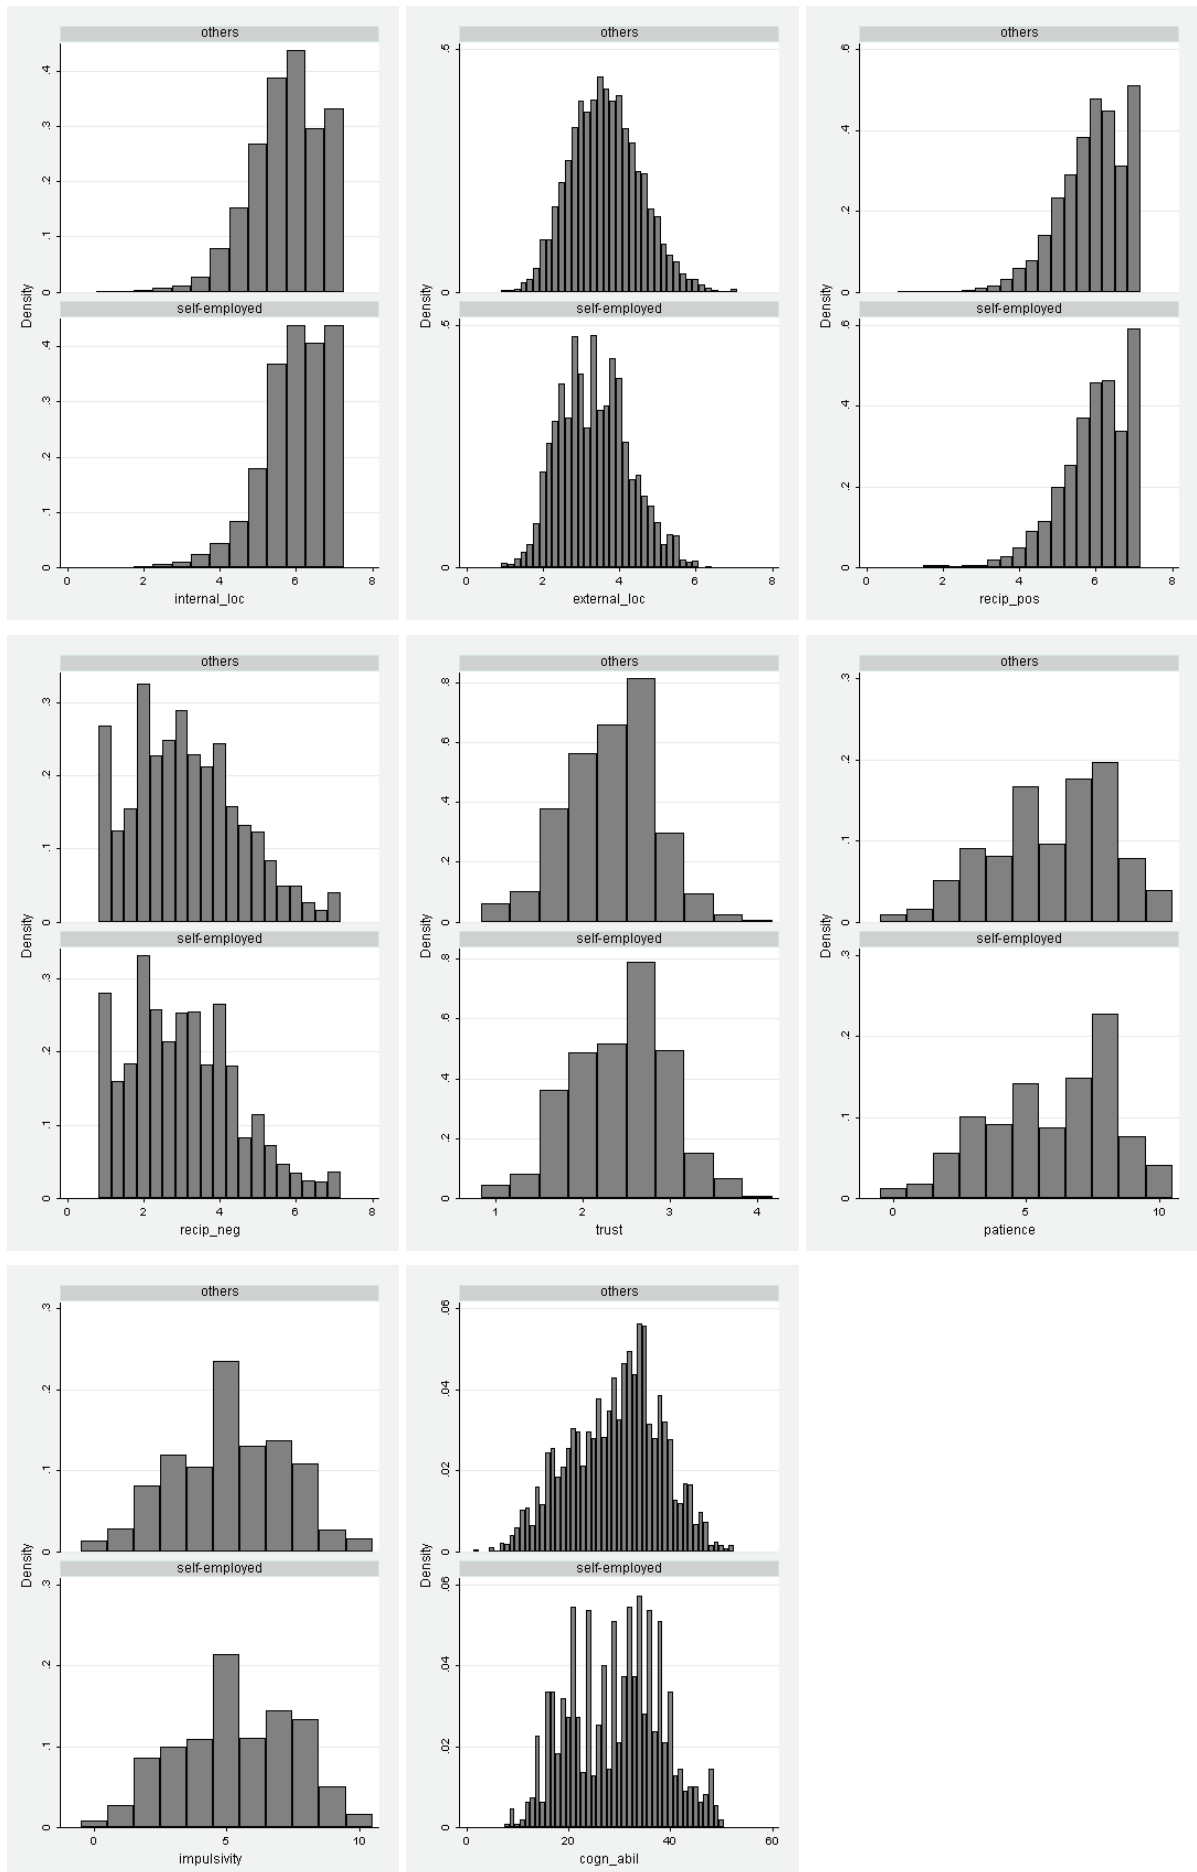 others
.4
.3
.2
.1
0
Density
self-employed
.4
.3
.2
.1
0
0 2 4 6 8
internal_loc
others
.5
0
Density
self-employed
.5
0
0 2 4 6 8
external_loc
others
.6
.4
.2
0
Density
self-employed
.6
.4
.2
0
0 2 4 6 8
recip_pos
others
.3
.2
.1
0
Density
self-employed
.3
.2
.1
0
0 2 4 6 8
recip_neg
others
.8
.6
.4
.2
0
Density
self-employed
.8
.6
.4
.2
0
1 2 3 4
trust
others
.3
.2
.1
0
Density
self-employed
.3
.2
.1
0
0 5 10
patience
others
.3
.2
.1
0
Density
self-employed
.3
.2
.1
0
0 5 10
impulsivity
others
.06
.04
.02
0
Density
self-employed
.06
.04
.02
0
0 20 40 60
cogn_abil